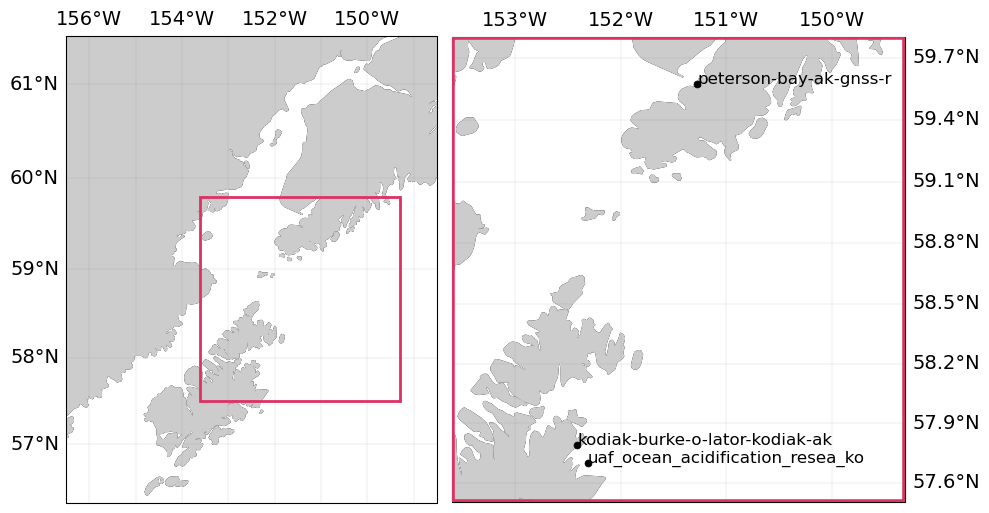 156°W 154°W 152°W 150°W
61°N
60°N
59°N
58°N
57°N
153°W 152°W 151°W 150°W
59.7°N
59.4°N
59.1°N
58.8°N
58.5°N
58.2°N
57.9°N
57.6°N
peterson-bay-ak-gnss-r
kodiak-burke-o-lator-kodiak-ak
uaf_ocean_acidification_resea_ko